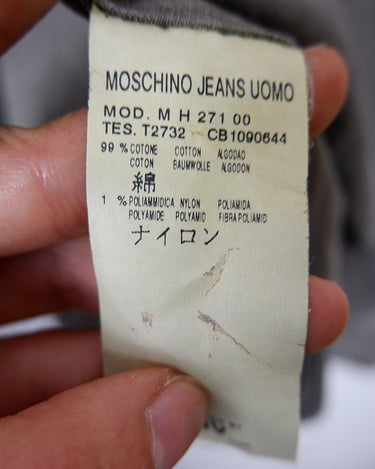 MOSCHINO JEANS UOMO
MOD. M H 271 00
TES. T2732 CB1090644
99 % COTONE COTTON ALGODAO
COTON BAUMWOLLE ALGODON
綿
1 % POLIAMMIDICA NYLON POLIAMIDA
POLYAMIDE POLYAMID FIBRA POLIAMID
ナイロン